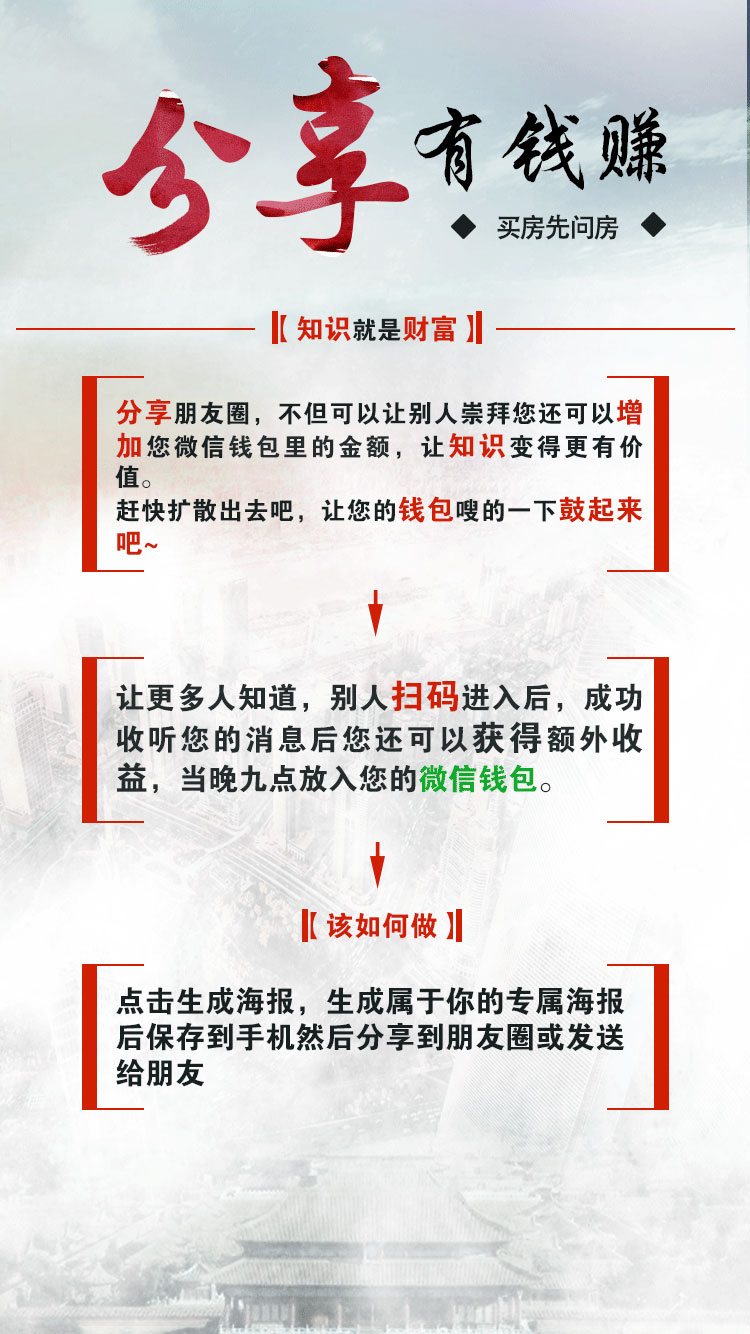 分享有钱赚
◆ 买房先问房 ◆
【知识就是财富】
分享朋友圈，不但可以让别人崇拜您还可以增
加您微信钱包里的金额，让知识变得更有价
值。
赶快扩散出去吧，让您的钱包嗖的一下鼓起来
吧~
让更多人知道，别人扫码进入后，成功
收听您的消息后您还可以获得额外收
益，当晚九点放入您的微信钱包。
【该如何做】
点击生成海报，生成属于你的专属海报
后保存到手机然后分享到朋友圈或发送
给朋友